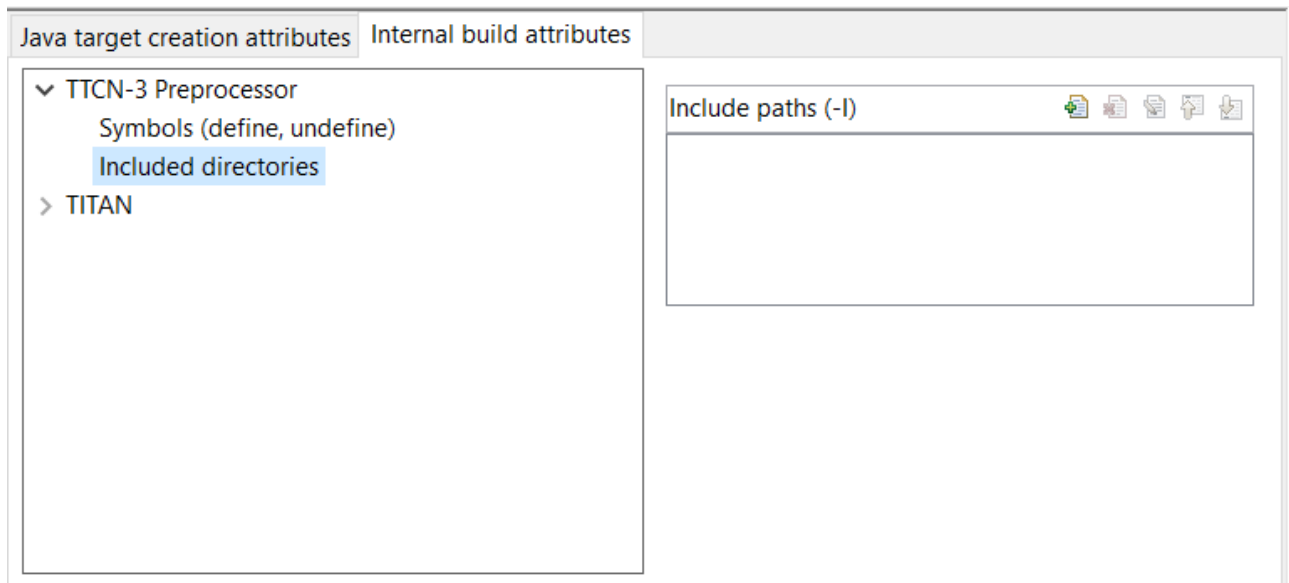 Java target creation attributes
Internal build attributes
TTCN-3 Preprocessor
Symbols (define, undefine)
Included directories
TITAN
Include paths (-I)